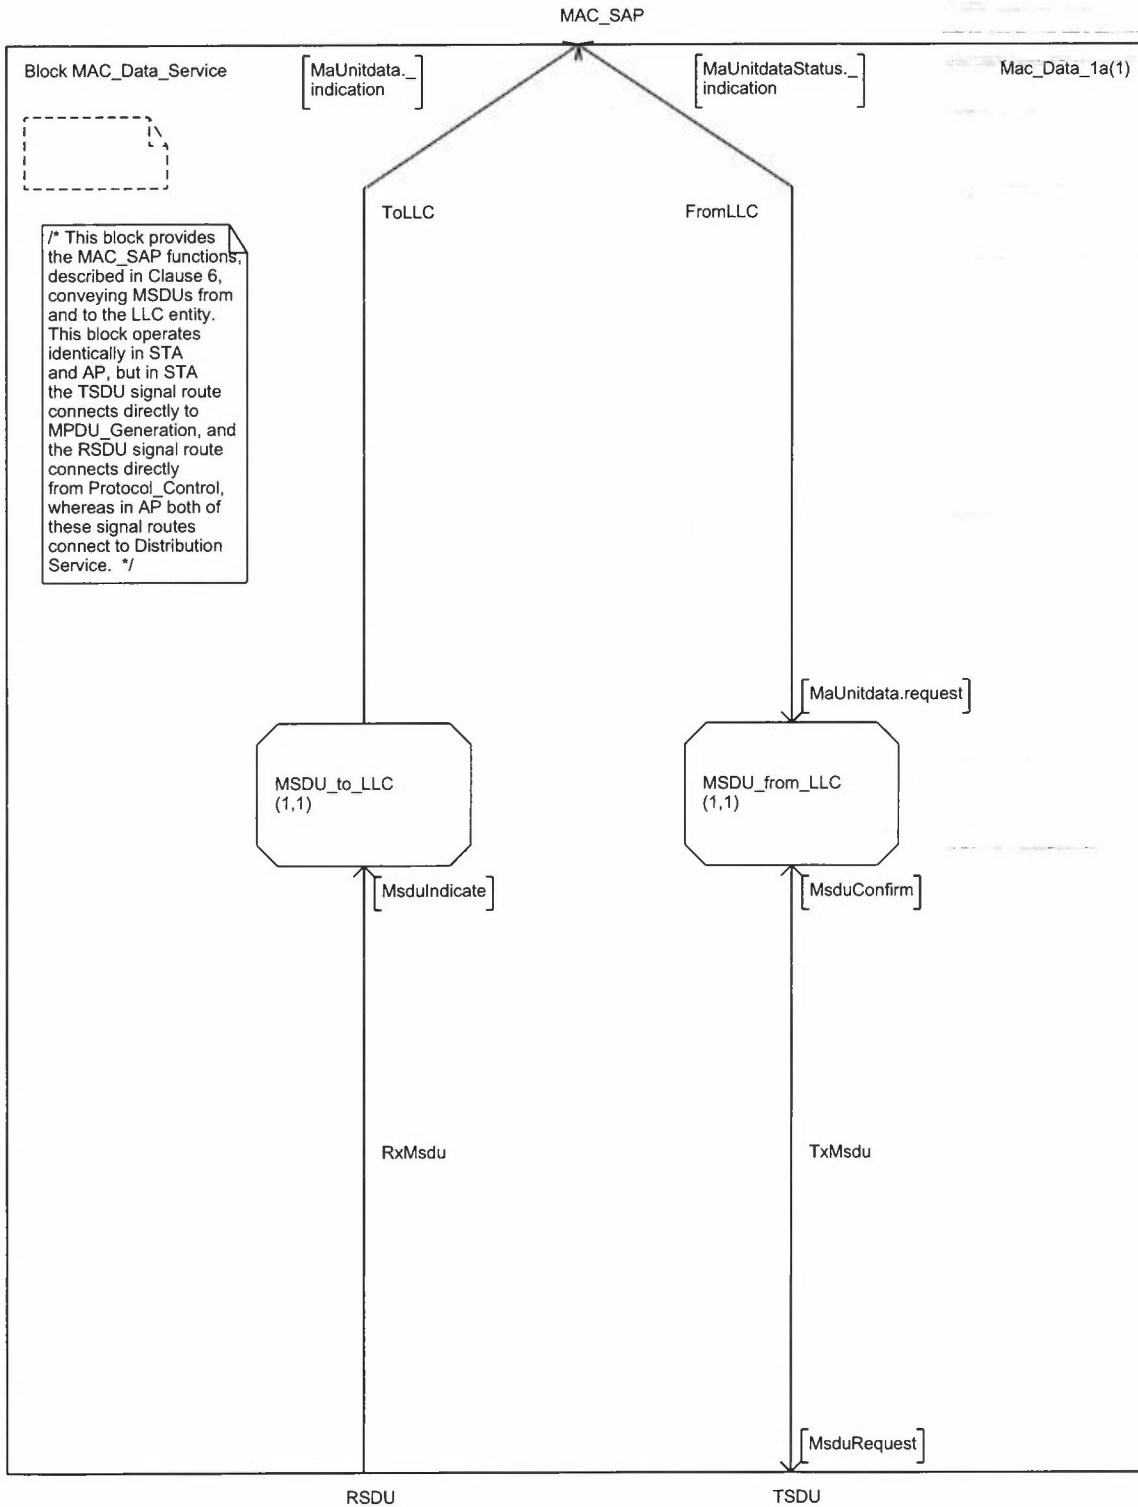 MAC_SAP
Block MAC_Data_Service
MaUnitdata._
indication
MaUnitdataStatus._
indication
Mac_Data_1a(1)
ToLLC
FromLLC
/* This block provides
the MAC_SAP functions,
described in Clause 6,
conveying MSDUs from
and to the LLC entity.
This block operates
identically in STA
and AP, but in STA
the TSDU signal route
connects directly to
MPDU_Generation, and
the RSDU signal route
connects directly
from Protocol_Control,
whereas in AP both of
these signal routes
connect to Distribution
Service. */
MaUnitdata.request
MSDU_to_LLC
(1,1)
MSDU_from_LLC
(1,1)
MsduIndicate
MsduConfirm
RxMsdu
TxMsdu
MsduRequest
RSDU
TSDU